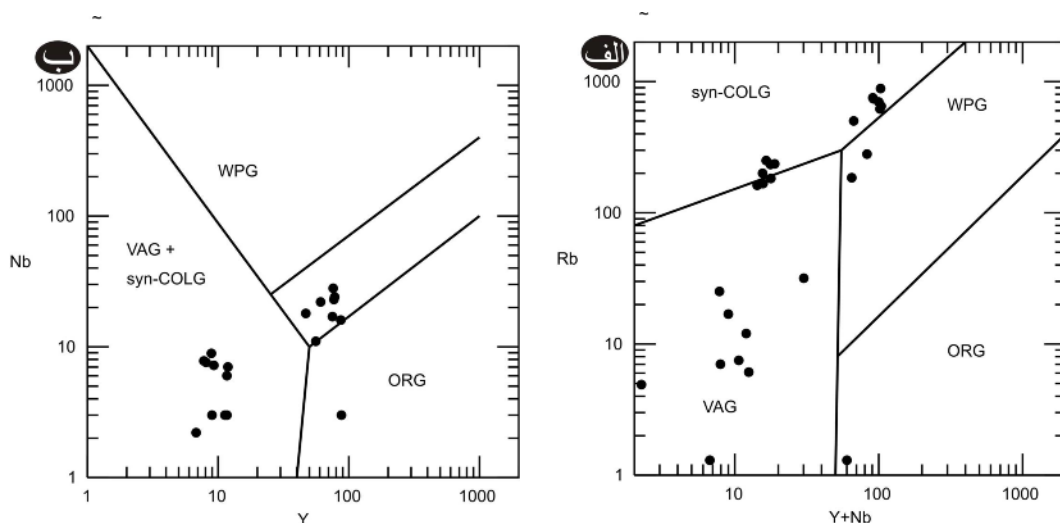 ~
ب
1000
WPG
100
VAG +
syn-COLG
Nb
10
ORG
1
1 10 100 1000
Y
~
الف
1000
syn-COLG
WPG
100
Rb
10
ORG
VAG
1
10 100 1000
Y+Nb